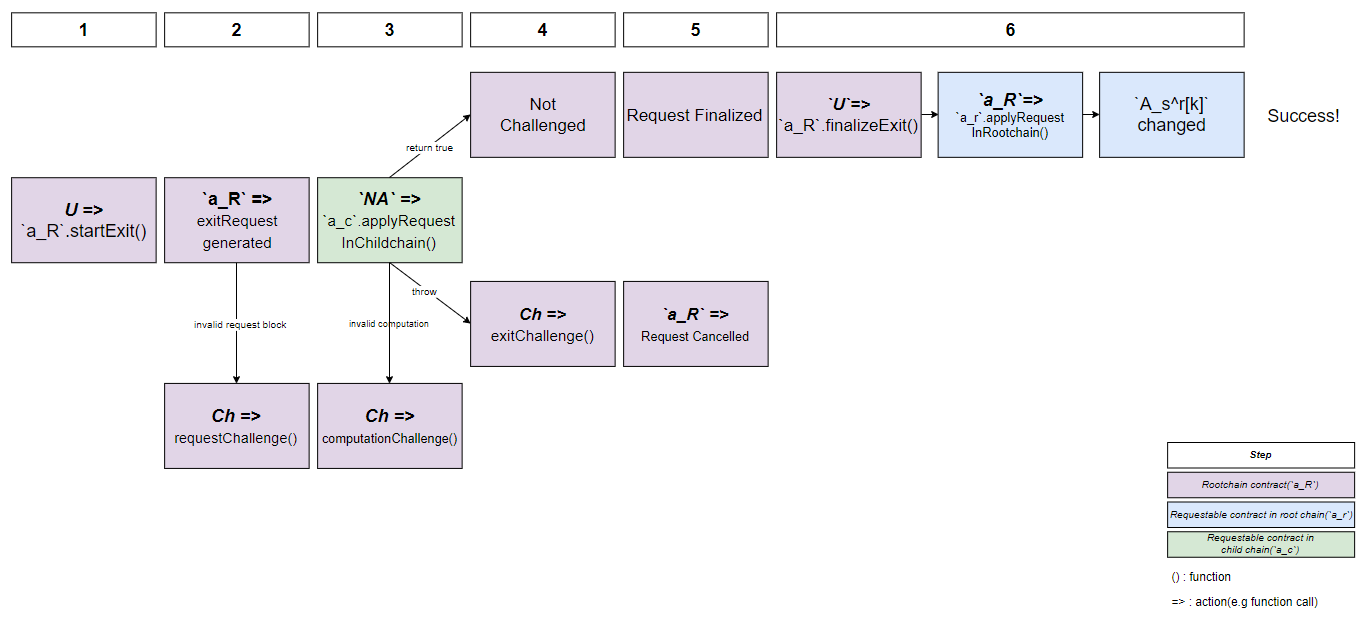 1
2
3
4
5
6
Not
Challenged
Request Finalized
`U`=>
`a_R`.finalizeExit()
`a_R`=>
`a_r`.applyRequest
InRootchain()
`A_s^r[k]`
changed
Success!
return true
U =>
`a_R`.startExit()
`a_R` =>
exitRequest
generated
`NA` =>
`a_c`.applyRequest
InChildchain()
throw
invalid request block
invalid computation
Ch =>
exitChallenge()
`a_R` =>
Request Cancelled
Ch =>
requestChallenge()
Ch =>
computationChallenge()
Step
Rootchain contract(`a_R`)
Requestable contract in root chain(`a_r`)
Requestable contract in
child chain(`a_c`)
() : function
=> : action(e.g function call)